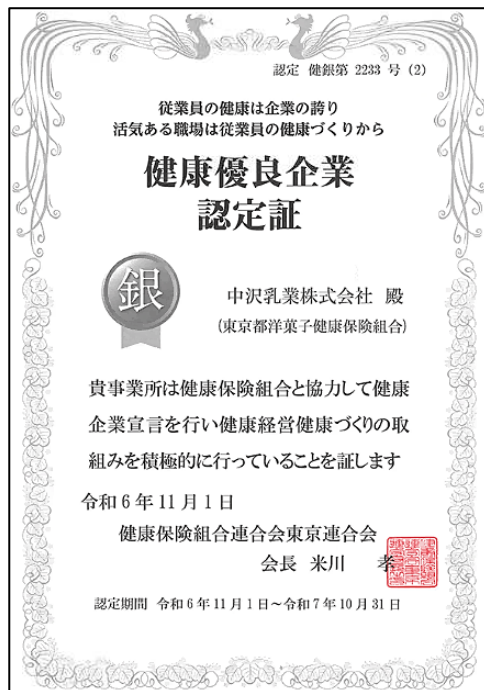 認定 健銀第 2233 号 (2)
従業員の健康は企業の誇り
活気ある職場は従業員の健康づくりから
健康優良企業
認定証
銀
中沢乳業株式会社 殿
(東京都洋菓子健康保険組合)
貴事業所は健康保険組合と協力して健康
企業宣言を行い健康経営健康づくりの取
組みを積極的に行っていることを証します
令和6年11月1日
健康保険組合連合会東京連合会
会長 米川 孝
認定期間 令和6年11月1日~令和7年10月31日